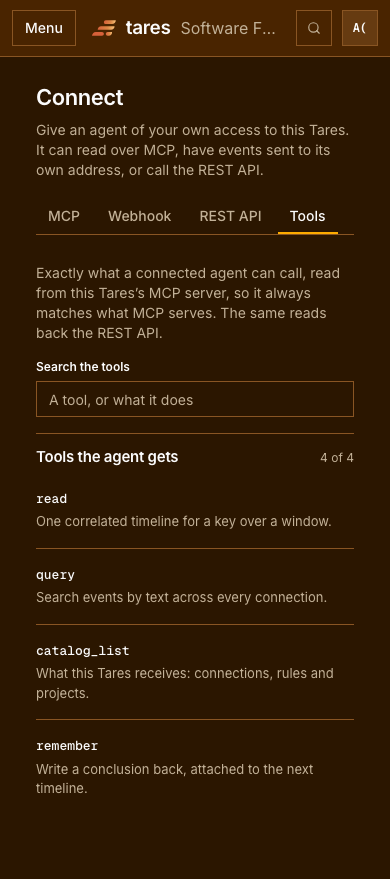 Menu
tares Software F...
A(
Connect
Give an agent of your own access to this Tares.
It can read over MCP, have events sent to its
own address, or call the REST API.
MCP Webhook REST API Tools
Exactly what a connected agent can call, read
from this Tares’s MCP server, so it always
matches what MCP serves. The same reads
back the REST API.
Search the tools
A tool, or what it does
Tools the agent gets 4 of 4
read
One correlated timeline for a key over a window.
query
Search events by text across every connection.
catalog_list
What this Tares receives: connections, rules and
projects.
remember
Write a conclusion back, attached to the next
timeline.